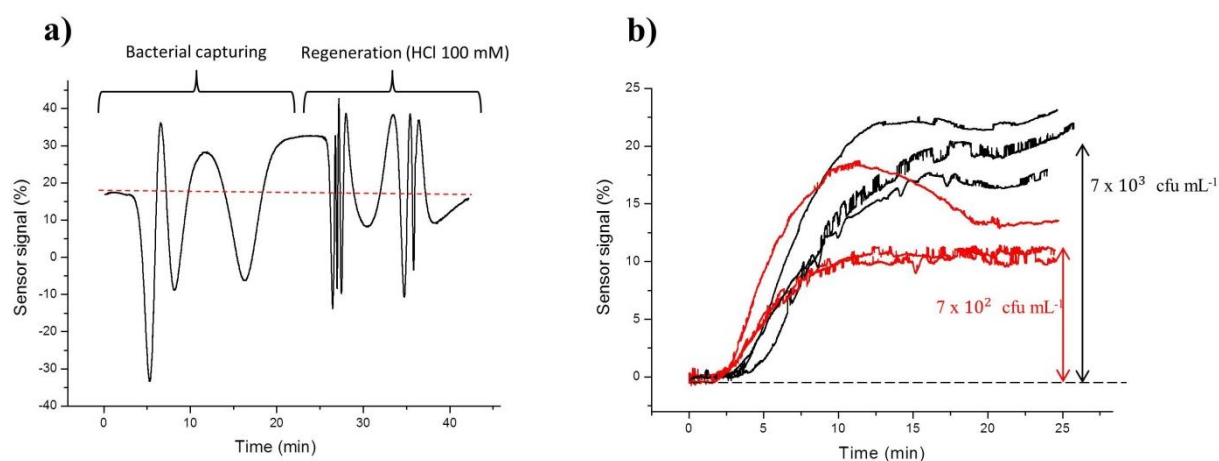 a)
Bacterial capturing
Regeneration (HCl 100 mM)
Sensor signal (%)
40
30
20
10
0
-10
-20
-30
-40
0
10
20
30
40
Time (min)
b)
Sensor signal (%)
25
20
15
10
5
0
0
5
10
15
20
25
Time (min)
7 x 10³ cfu mL⁻¹
7 x 10² cfu mL⁻¹